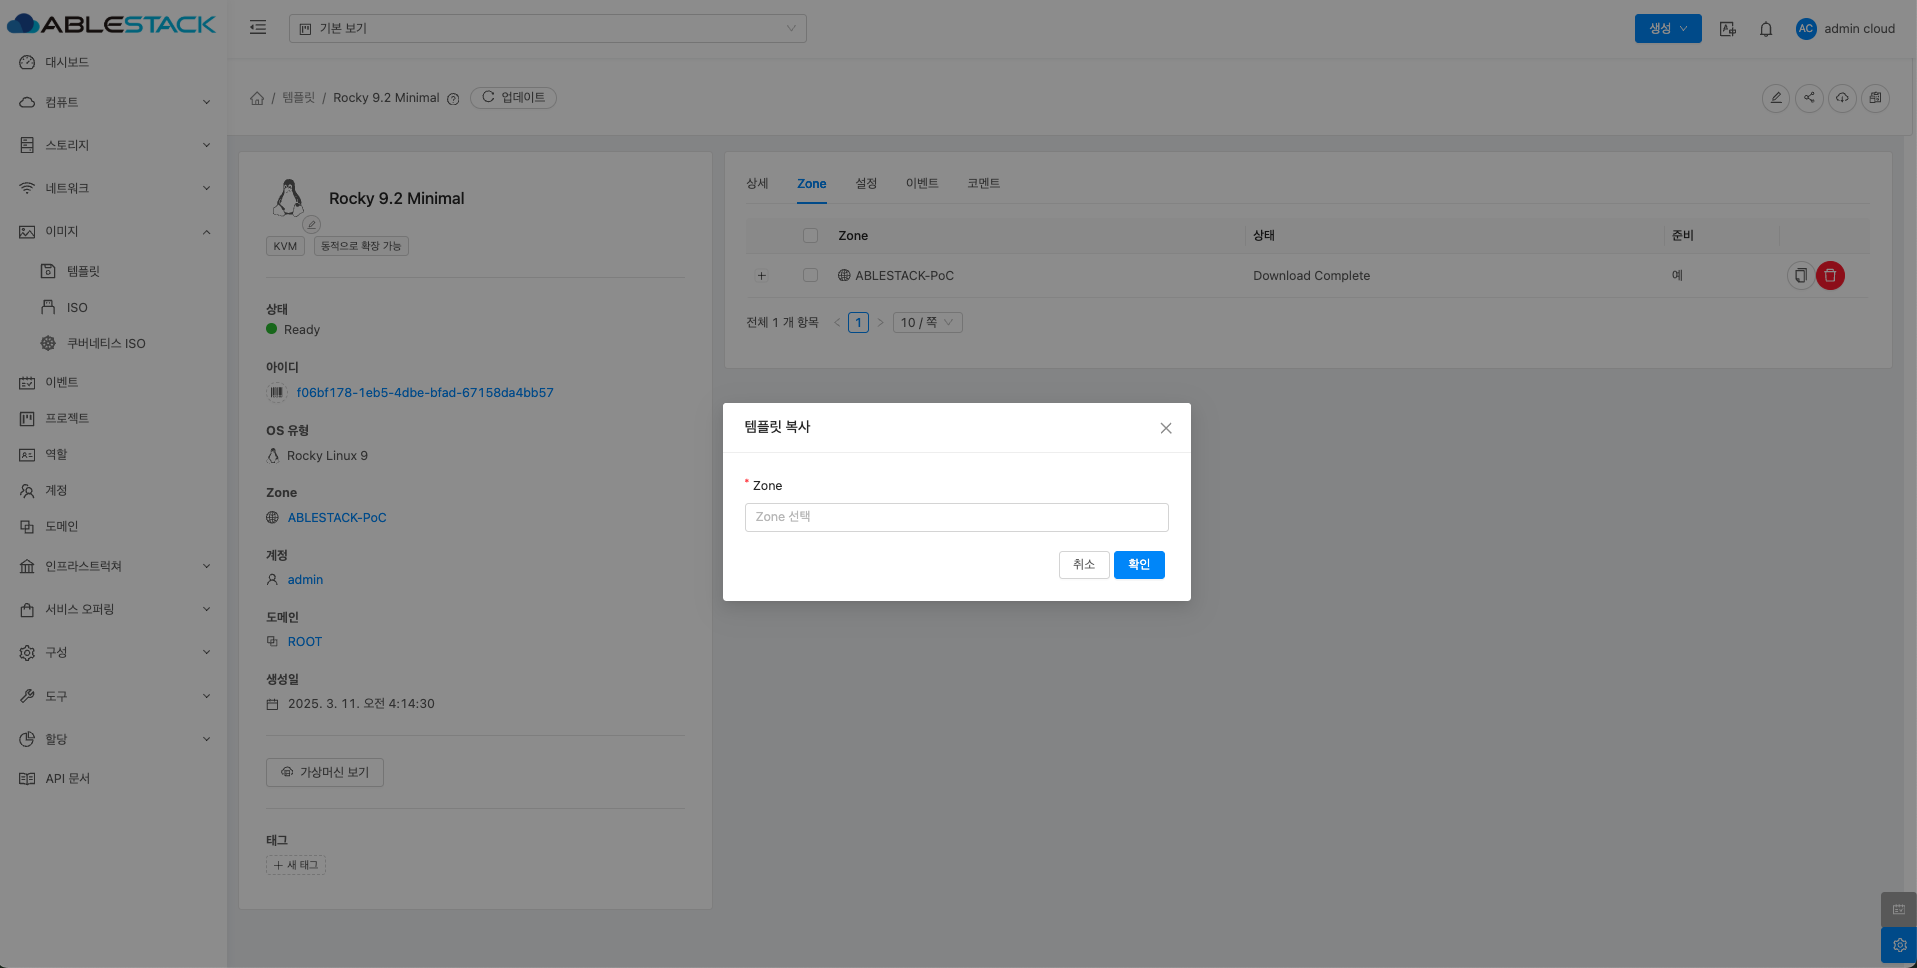 ABLESTACK
기본 보기
생성
AC
admin cloud
대시보드
컴퓨트
스토리지
네트워크
이미지
템플릿
ISO
쿠버네티스 ISO
이벤트
프로젝트
역할
계정
도메인
인프라스트럭쳐
서비스 오퍼링
구성
도구
할당
API 문서
/ 템플릿 / Rocky 9.2 Minimal
업데이트
Rocky 9.2 Minimal
KVM
동적으로 확장 가능
상태
Ready
아이디
f06bf178-1eb5-4dbe-bfad-67158da4bb57
OS 유형
Rocky Linux 9
Zone
ABLESTACK-PoC
계정
admin
도메인
ROOT
생성일
2025. 3. 11. 오전 4:14:30
가상머신 보기
태그
+ 새 태그
상세 Zone 설정 이벤트 코멘트
Zone 상태 준비
ABLESTACK-PoC Download Complete 예
전체 1 개 항목 < 1 > 10 / 쪽
템플릿 복사
* Zone
Zone 선택
취소 확인